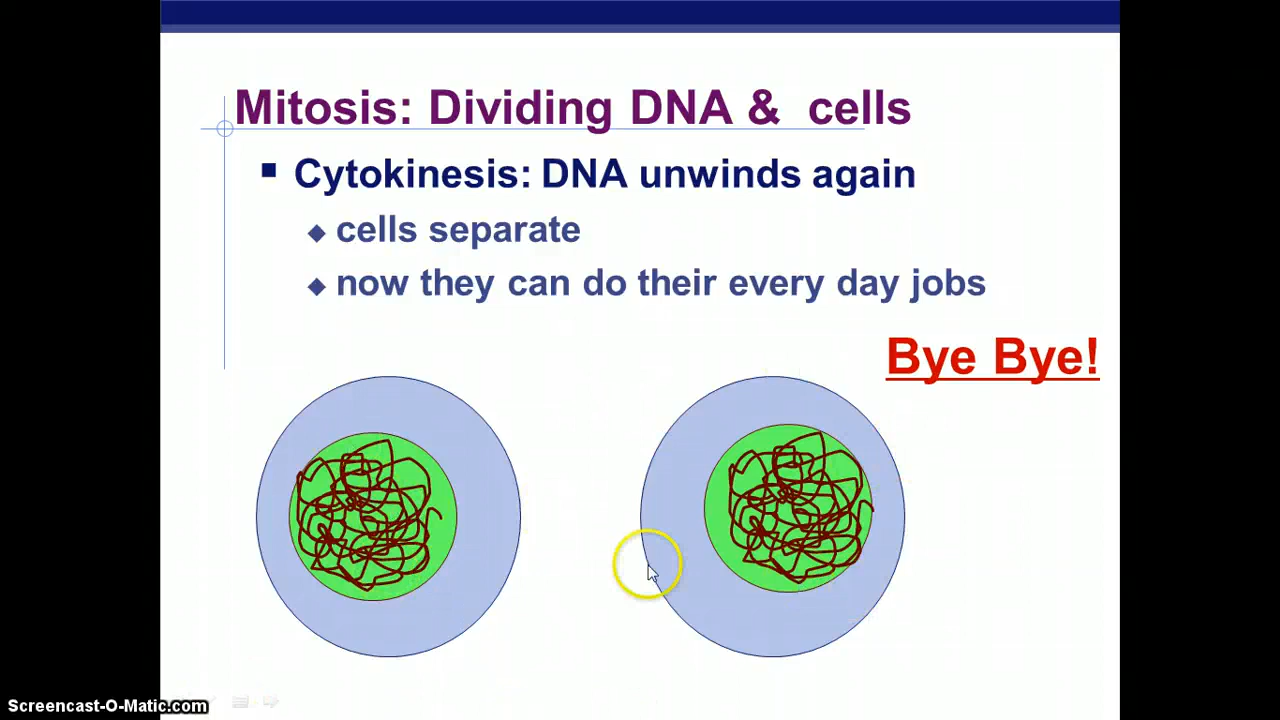 Mitosis: Dividing DNA & cells
Cytokinesis: DNA unwinds again
cells separate
now they can do their every day jobs
Bye Bye!
Screencast-O-Matic.com